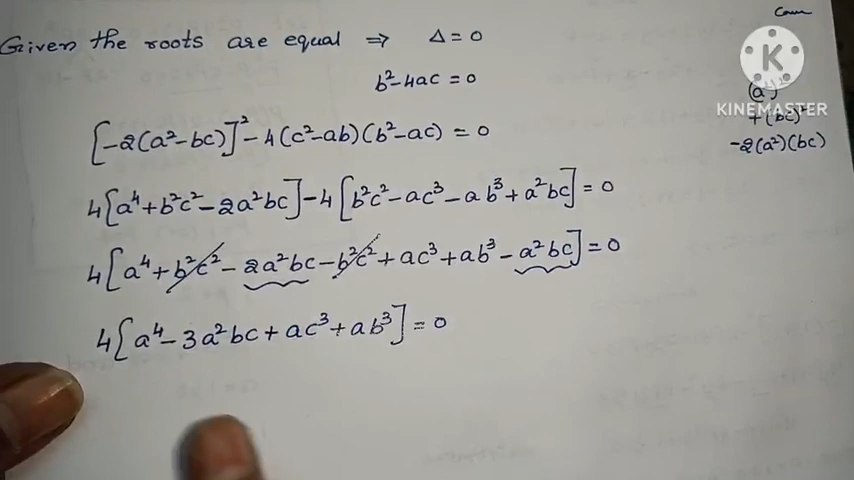 Given the roots are equal ⇒ Δ = 0
b² - 4ac = 0
[-2(a² - bc)]² - 4(c² - ab)(b² - ac) = 0
4[a⁴ + b²c² - 2a²bc] - 4[b²c² - ac³ - ab³ + a²bc] = 0
4[a⁴ + b²c² - 2a²bc - b²c² + ac³ + ab³ - a²bc] = 0
4[a⁴ - 3a²bc + ac³ + ab³] = 0
K
KINEMASTER
+(bc)²
-2(a²)(bc)